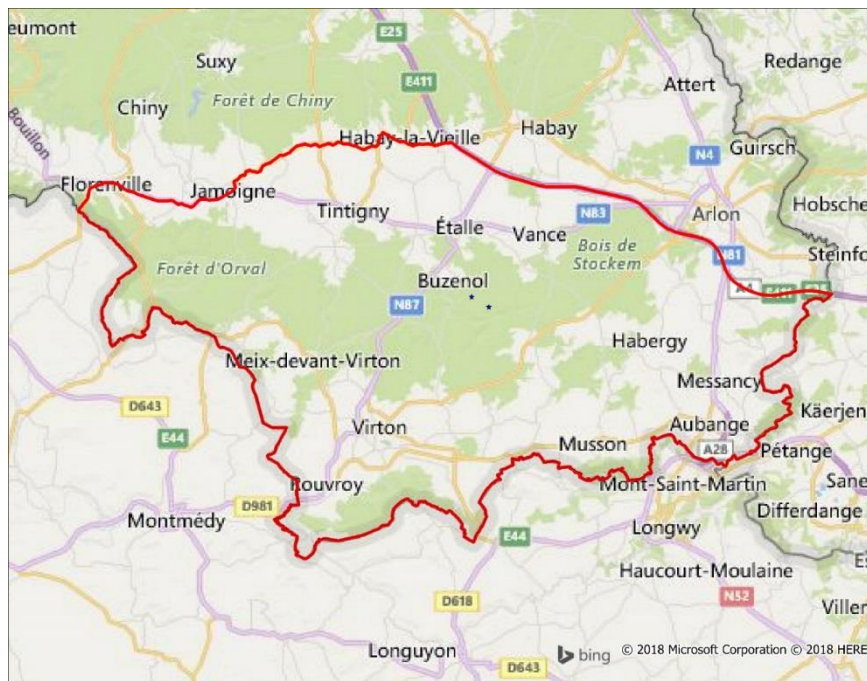 eumont
Suxy
E25
Redange
Chiny
Forêt de Chiny
E411
Attert
Bouillon
Habay-la-Vieille
Habay
N4
Guirsch
Florenville
Jamoigne
Tintigny
N83
Arlon
Hobsche
Étalle
Vance
Bois de
Stockem
N81
Steinfo
Forêt d'Orval
Buzenol
A4
E411
E25
N87
Habergy
Meix-devant-Virton
Messancy
D643
Käerjen
E44
Virton
Musson
Aubange
A28
Pétange
Rouvroy
Mont-Saint-Martin
Sane
D981
Differdange
Montmédy
E44
Longwy
Es
Haucourt-Moulaine
D618
N52
Viller
Longuyon
D643
bing
© 2018 Microsoft Corporation © 2018 HERE